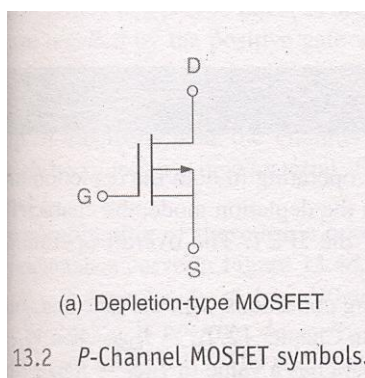 D
G
S
(a) Depletion-type MOSFET
13.2 P-Channel MOSFET symbols.